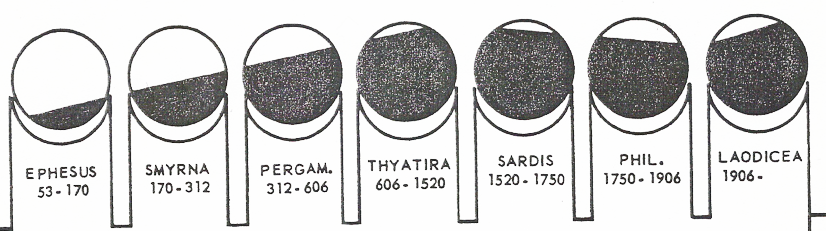 EPHESUS
53-170
SMYRNA
170-312
PERGAM.
312-606
THYATIRA
606-1520
SARDIS
1520-1750
PHIL.
1750-1906
LAODICEA
1906-